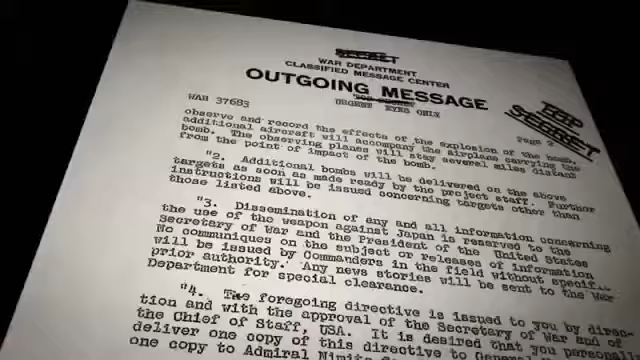 SECRET
WAR DEPARTMENT
CLASSIFIED MESSAGE CENTER
OUTGOING MESSAGE
TOP SECRET
URGENT EYES ONLY
TOP
SECRET
WAR 37683
Page 2
observe and record the effects of the explosion of the bomb.
additional aircraft will accompany the airplane carrying the
bomb. The observing planes will stay several miles distant
from the point of impact of the bomb.
"2. Additional bombs will be delivered on the above
targets as soon as made ready by the project staff. Further
instructions will be issued concerning targets other than
those listed above.
"3. Dissemination of any and all information concerning
the use of the weapon against Japan is reserved to the
Secretary of War and the President of the United States
No communiques on the subject or releases of information
will be issued by Commanders in the field without specif
prior authority. Any news stories will be sent to the War
Department for special clearance.
"4. The foregoing directive is issued to you by direc
tion and with the approval of the Secretary of War and of
the Chief of Staff, USA. It is desired that you personal
deliver one copy of this directive to General
one copy to Admiral Nimitz